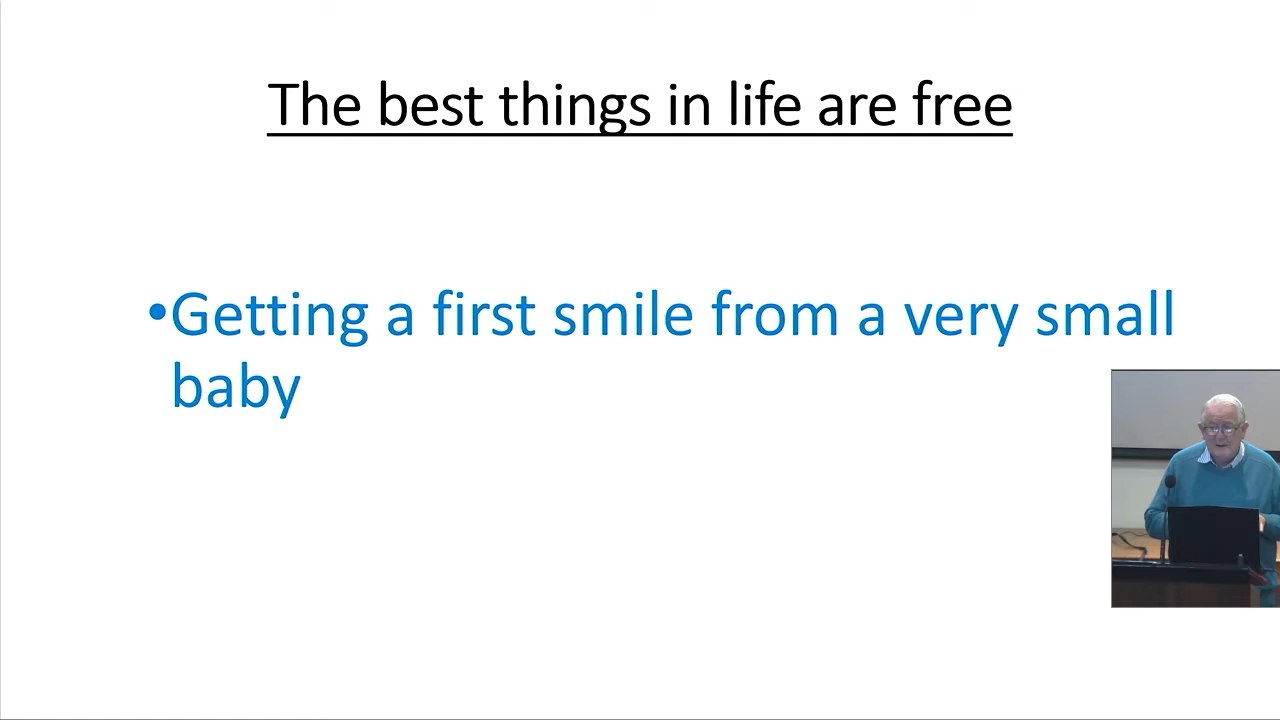 The best things in life are free
•Getting a first smile from a very small
baby